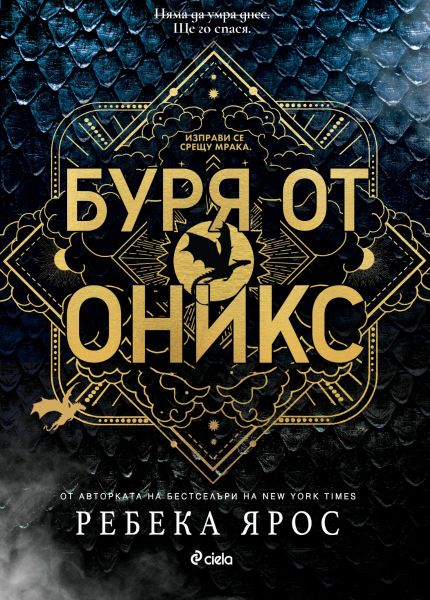 Няма да умра днес.
Ще го спася.
ИЗПРАВИ СЕ
СРЕЩУ МРАКА.
БУРЯ ОТ
ОНИКС
ОТ АВТОРКАТА НА БЕСТСЕЛЪРИ НА NEW YORK TIMES
РЕБЕКА ЯРОС
ciela